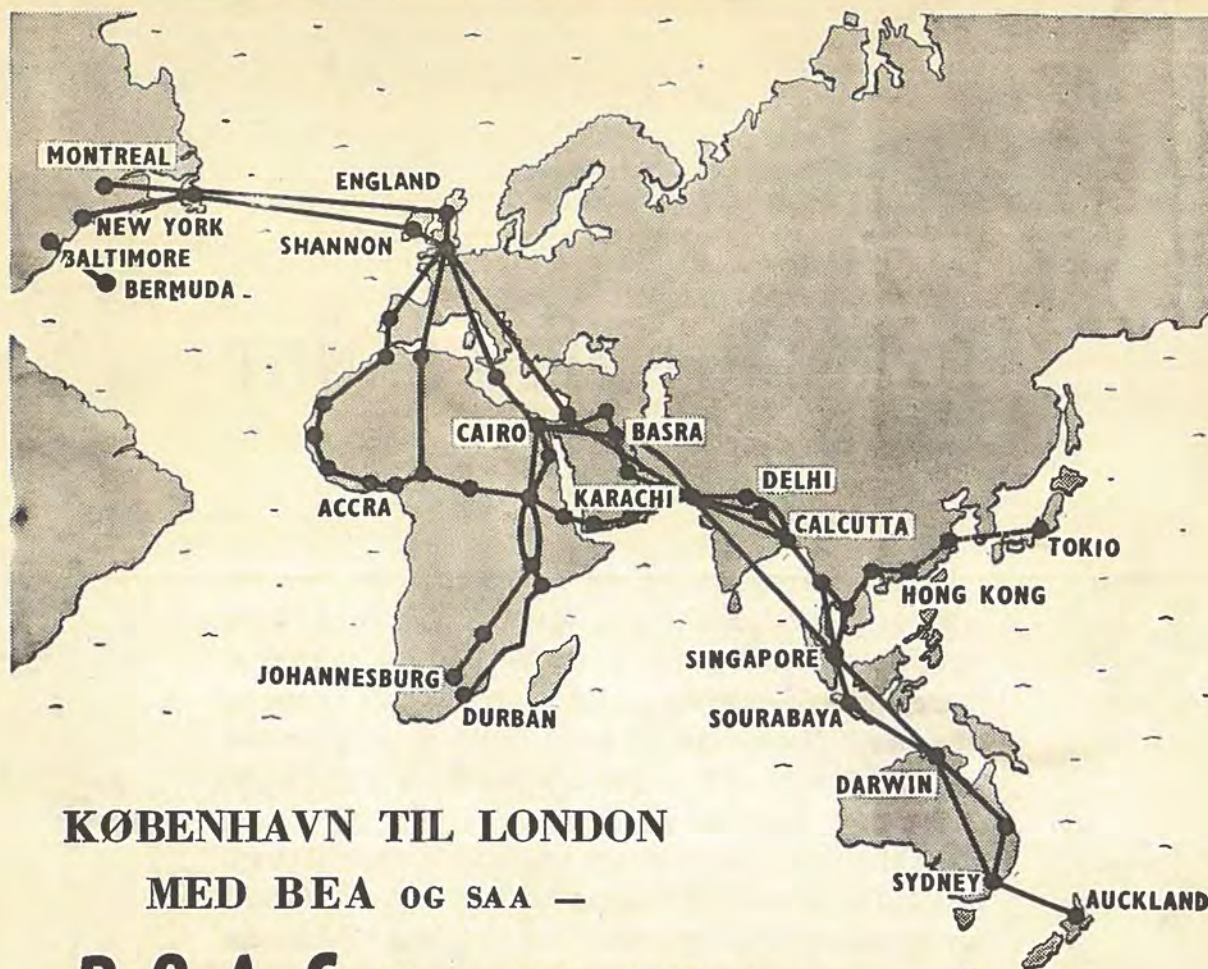 MONTREAL
ENGLAND
NEW YORK
SHANNON
BALTIMORE
BERMUDA
CAIRO
BASRA
DELHI
KARACHI
ACCRA
CALCUTTA
TOKIO
HONG KONG
SINGAPORE
JOHANNESBURG
DURBAN
SOURABAYA
DARWIN
SYDNEY
AUCKLAND
KØBENHAVN TIL LONDON
MED BEA OG SAA —
B O A C